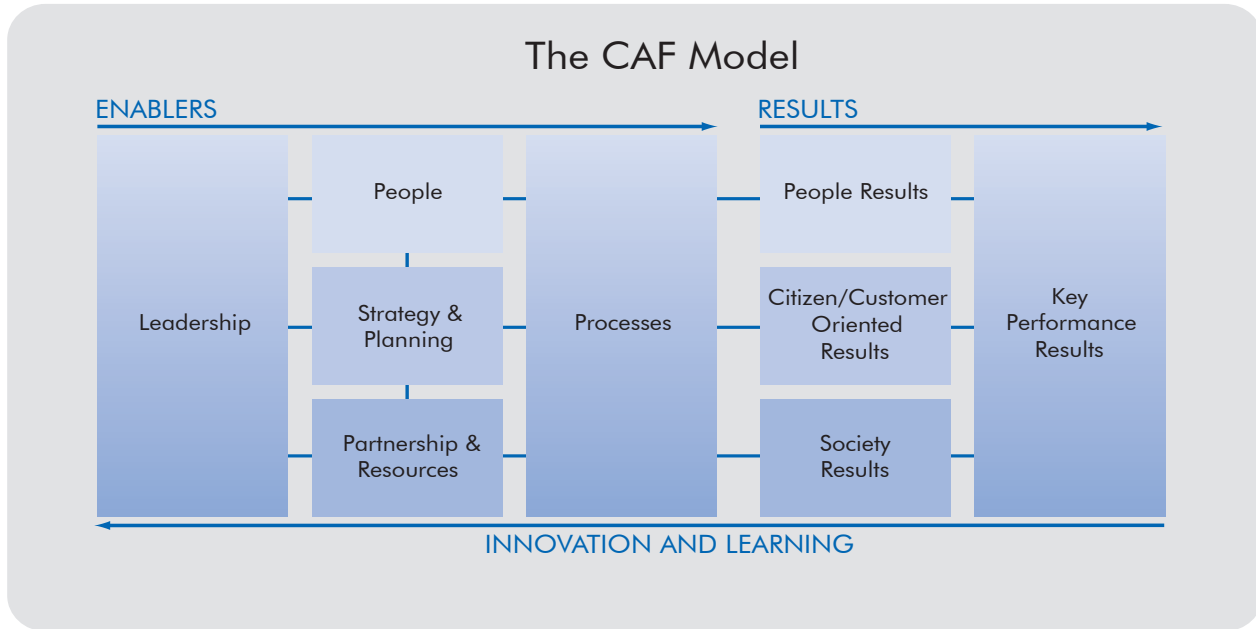 The CAF Model
ENABLERS
RESULTS
People
People Results
Leadership
Strategy &
Planning
Processes
Citizen/Customer
Oriented
Results
Key
Performance
Results
Partnership &
Resources
Society
Results
INNOVATION AND LEARNING